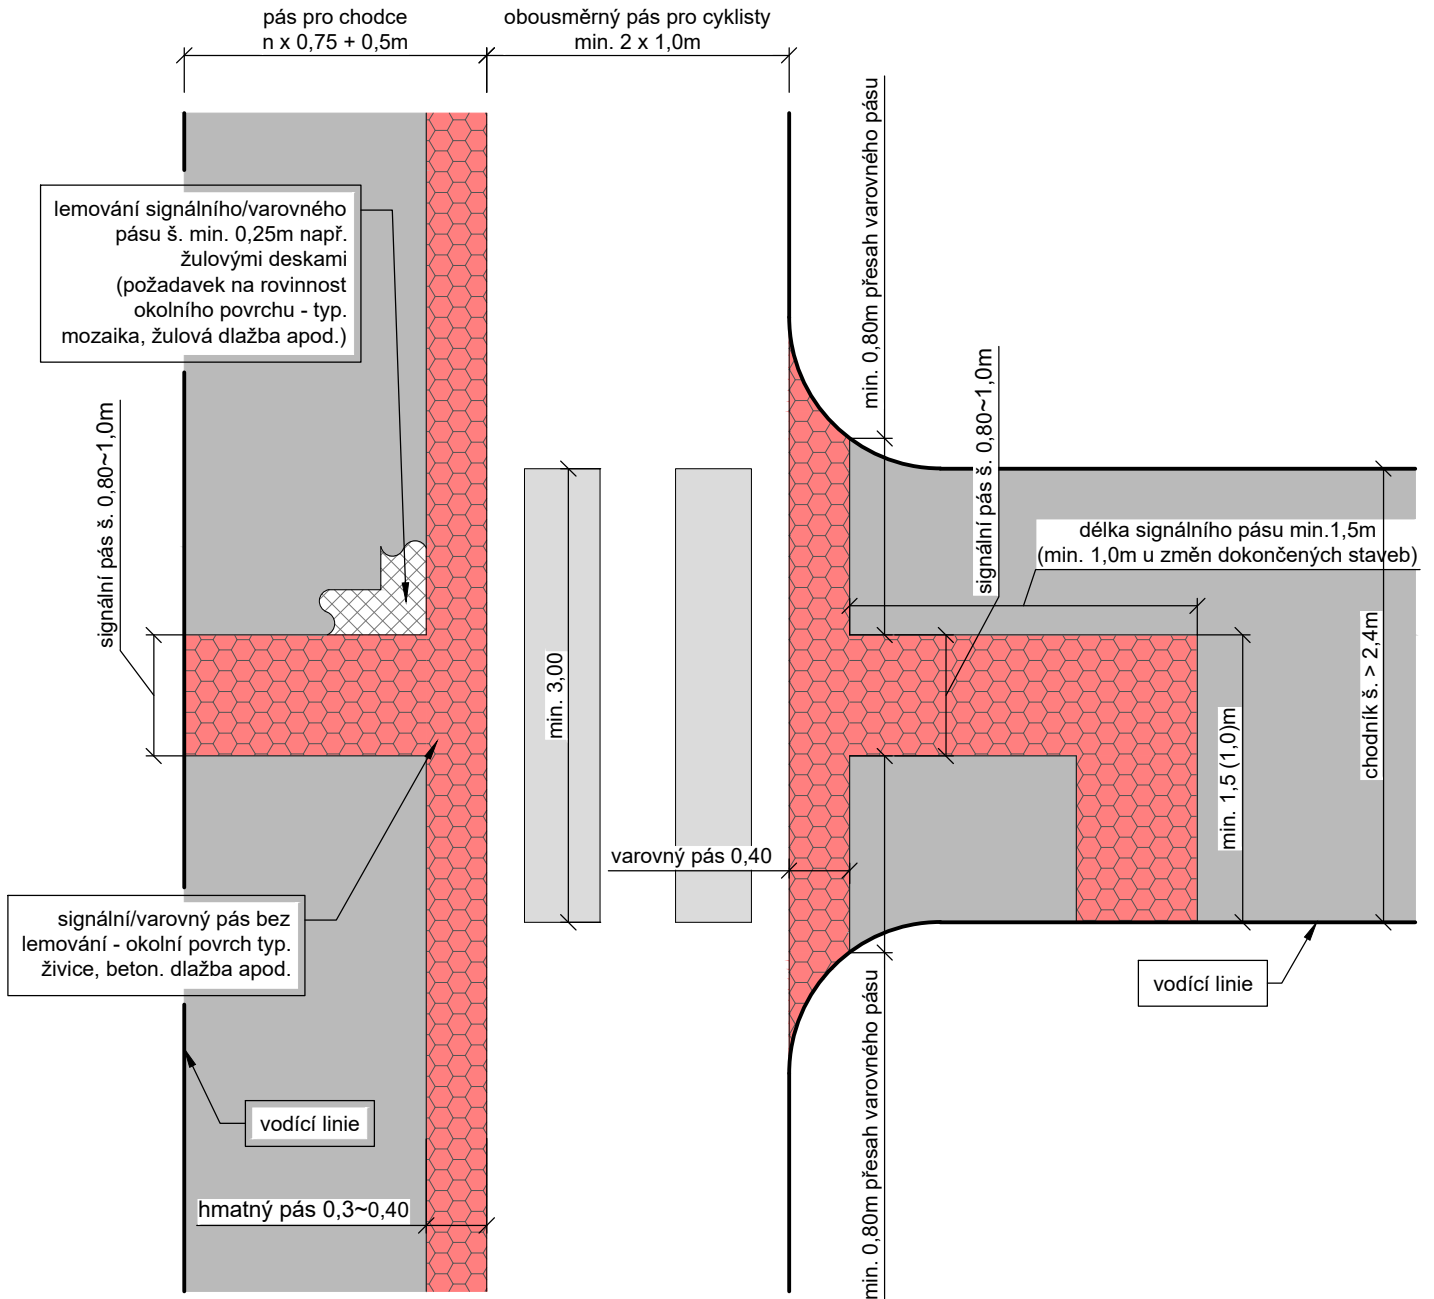 pás pro chodce
n x 0,75 + 0,5m
obousměrný pás pro cyklisty
min. 2 x 1,0m
min. 0,80m přesah varovného pásu
lemování signálního/varovného
pásu š. min. 0,25m např.
žulovými deskami
(požadavek na rovinnost
okolního povrchu - typ.
mozaika, žulová dlažba apod.)
signální pás š. 0,80~1,0m
signální pás š. 0,80~1,0m
délka signálního pásu min.1,5m
(min. 1,0m u změn dokončených staveb)
min. 3,00
chodník š. > 2,4m
min. 1,5 (1,0)m
varovný pás 0,40
signální/varovný pás bez
lemování - okolní povrch typ.
živice, beton. dlažba apod.
vodící linie
min. 0,80m přesah varovného pásu
vodící linie
hmatný pás 0,3~0,40